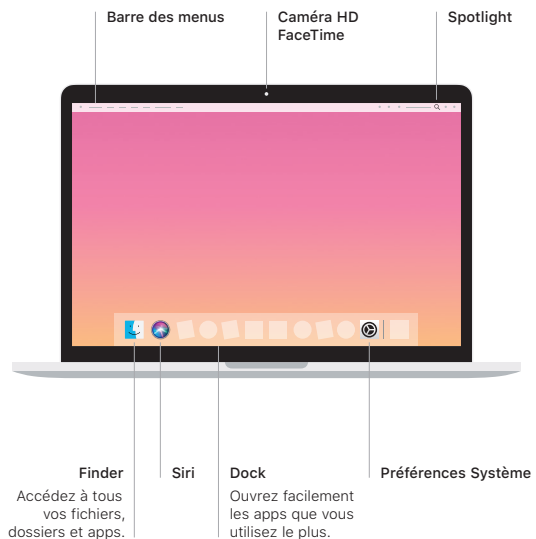 Barre des menus
Caméra HD
FaceTime
Spotlight
Finder
Accédez à tous
vos fichiers,
dossiers et apps.
Siri
Dock
Ouvrez facilement
les apps que vous
utilisez le plus.
Préférences Système